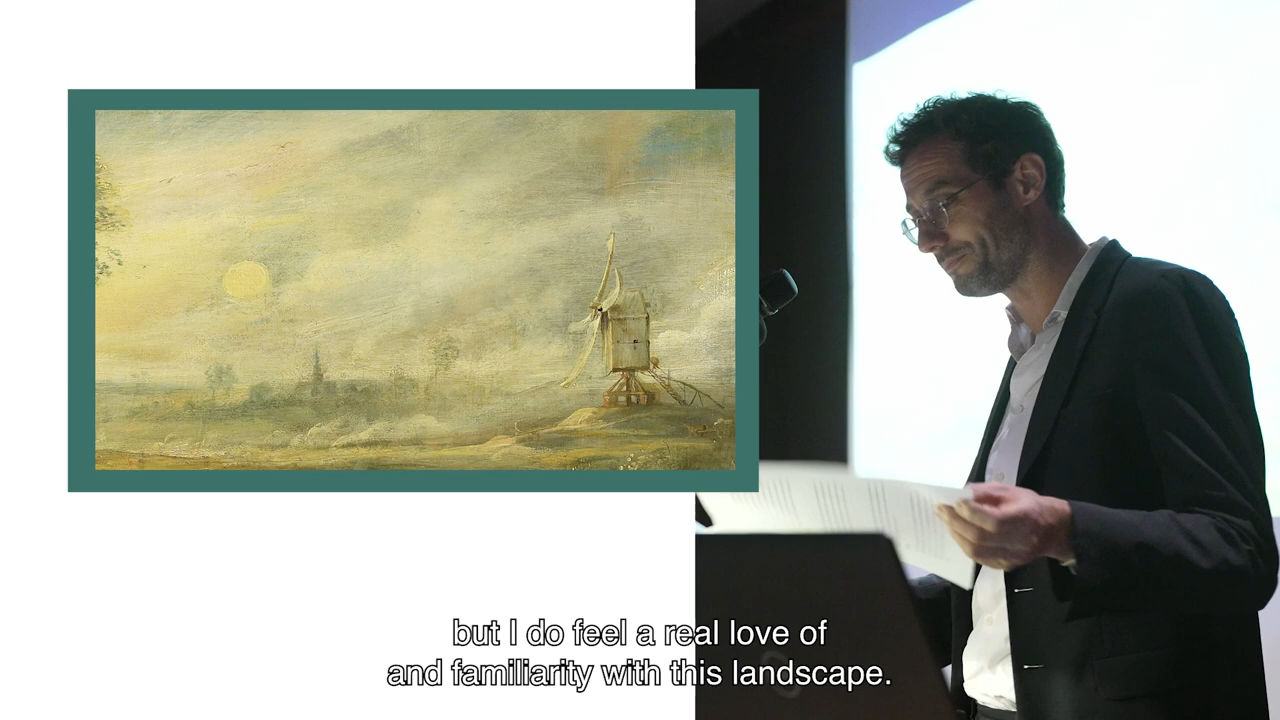 but I do feel a real love of
and familiarity with this landscape.